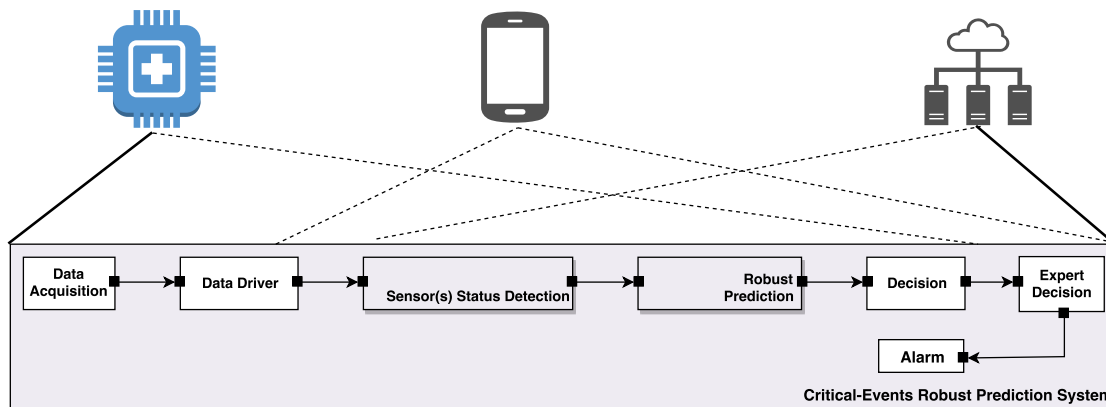 Data
Acquisition
Data Driver
Sensor(s) Status Detection
Robust
Prediction
Decision
Expert
Decision
Alarm
Critical-Events Robust Prediction System